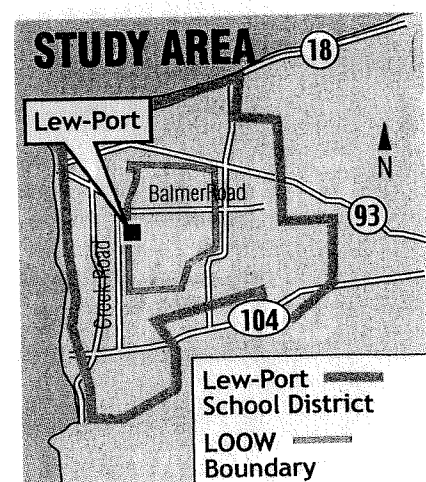 STUDY AREA
18
Lew-Port
N
Balmer Road
93
Creek Road
104
Lew-Port
School District
LOOW
Boundary